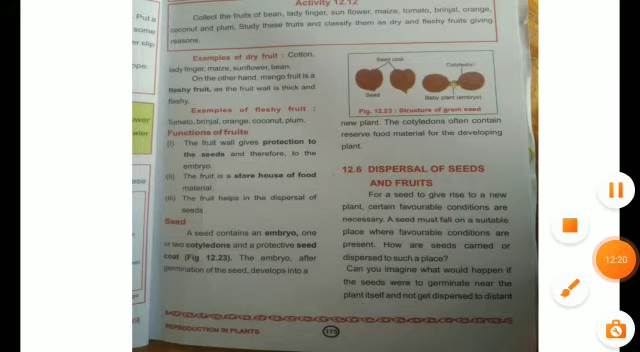 Activity 12.12
Collect the fruits of bean, lady finger, sun flower, maize, tomato, brinjal, orange,
coconut and plum. Study these fruits and classify them as dry and fleshy fruits giving
reasons.
Put a
some
er slip
ope.
Examples of dry fruit : Cotton,
lady finger, maize, sunflower, bean.
On the other hand, mango fruit is a
fleshy fruit, as the fruit wall is thick and
fleshy.
Examples of fleshy fruit :
Tomato, brinjal, orange, coconut, plum.
Functions of fruits
(i) The fruit wall gives protection to
the seeds and therefore, to the
embryo.
(ii) The fruit is a store house of food
material.
(iii) The fruit helps in the dispersal of
seeds.
Seed
A seed contains an embryo, one
or two cotyledons and a protective seed
coat (Fig 12.23). The embryo, after
germination of the seed, develops into a
Seed coat
Cotyledon
Seed
Baby plant (embryo)
Fig. 12.23 : Structure of gram seed
new plant. The cotyledons often contain
reserve food material for the developing
plant.
12.6 DISPERSAL OF SEEDS
AND FRUITS
For a seed to give rise to a new
plant, certain favourable conditions are
necessary. A seed must fall on a suitable
place where favourable conditions are
present. How are seeds carried or
dispersed to such a place?
Can you imagine what would happen if
the seeds were to germinate near the
plant itself and not get dispersed to distant
REPRODUCTION IN PLANTS
115
12:20